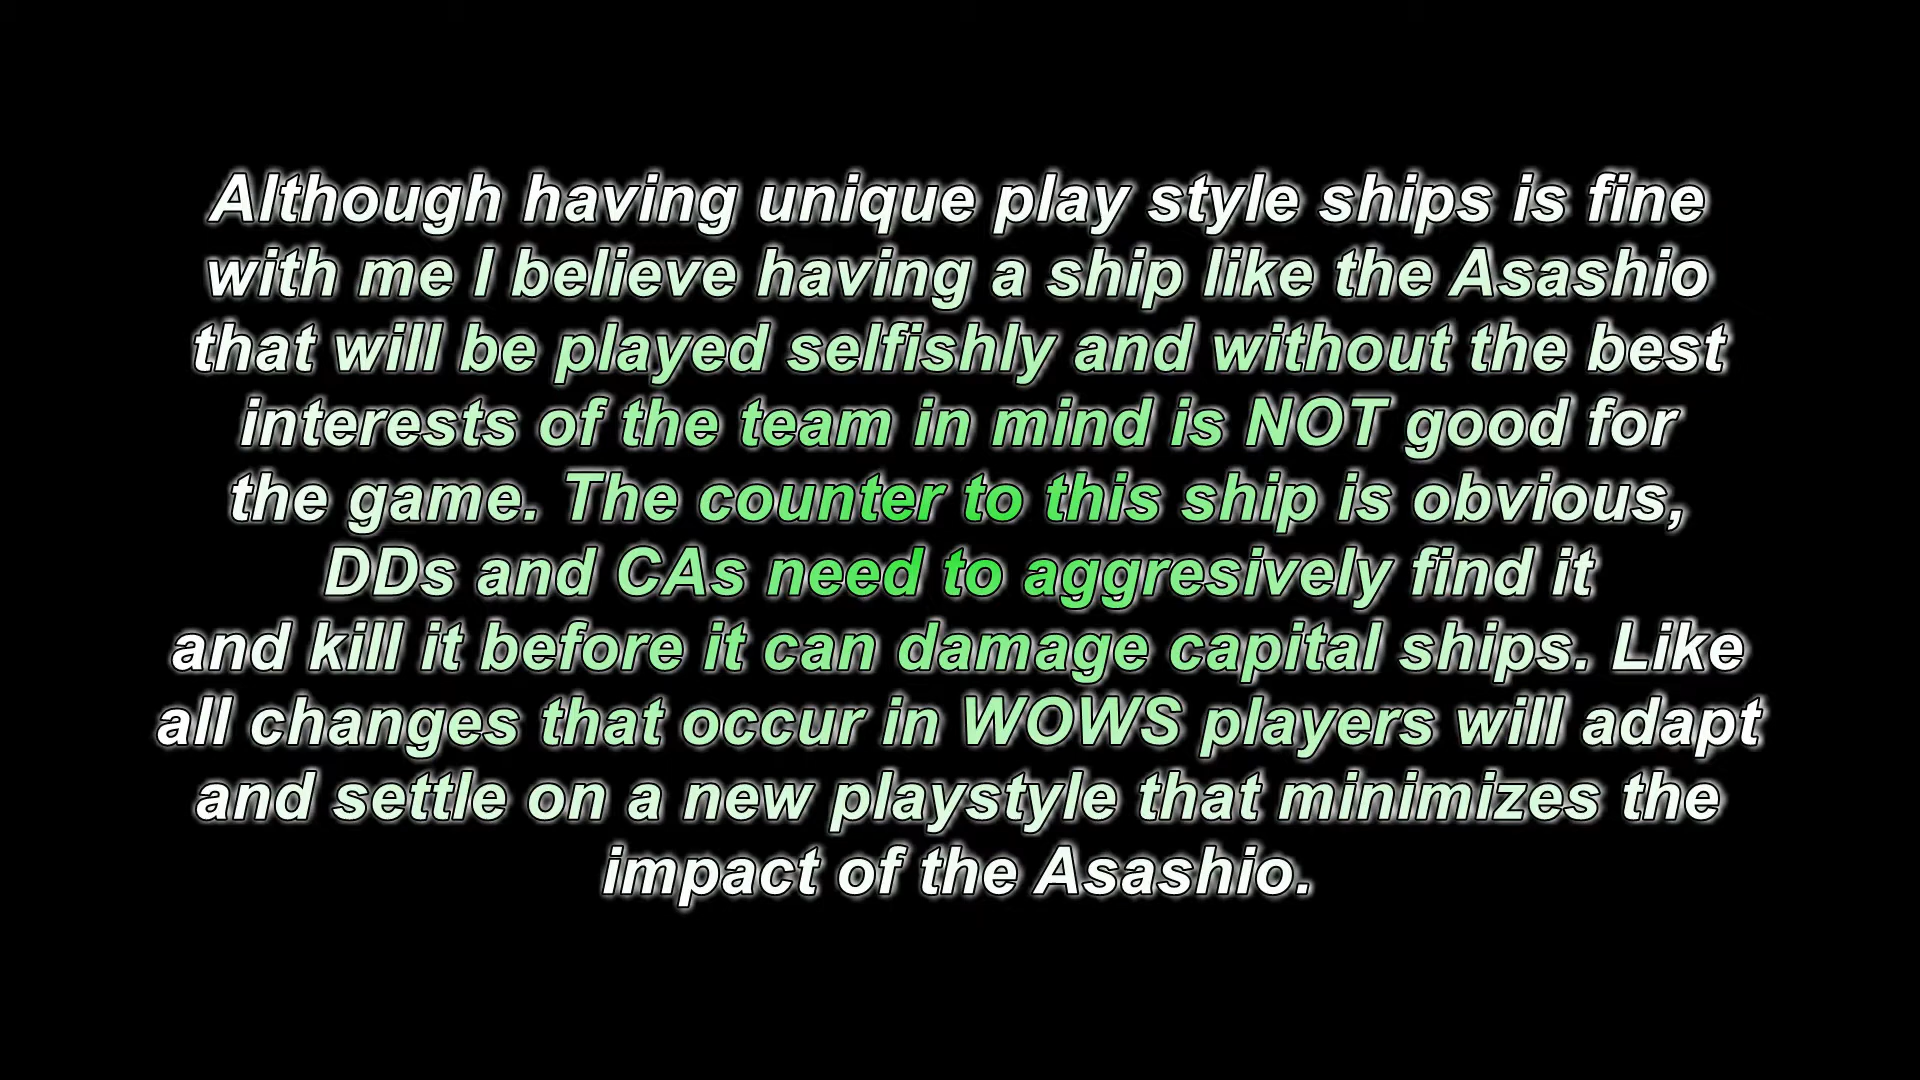 Although having unique play style ships is fine
with me I believe having a ship like the Asashio
that will be played selfishly and without the best
interests of the team in mind is NOT good for
the game. The counter to this ship is obvious,
DDs and CAs need to aggresively find it
and kill it before it can damage capital ships. Like
all changes that occur in WOWS players will adapt
and settle on a new playstyle that minimizes the
impact of the Asashio.